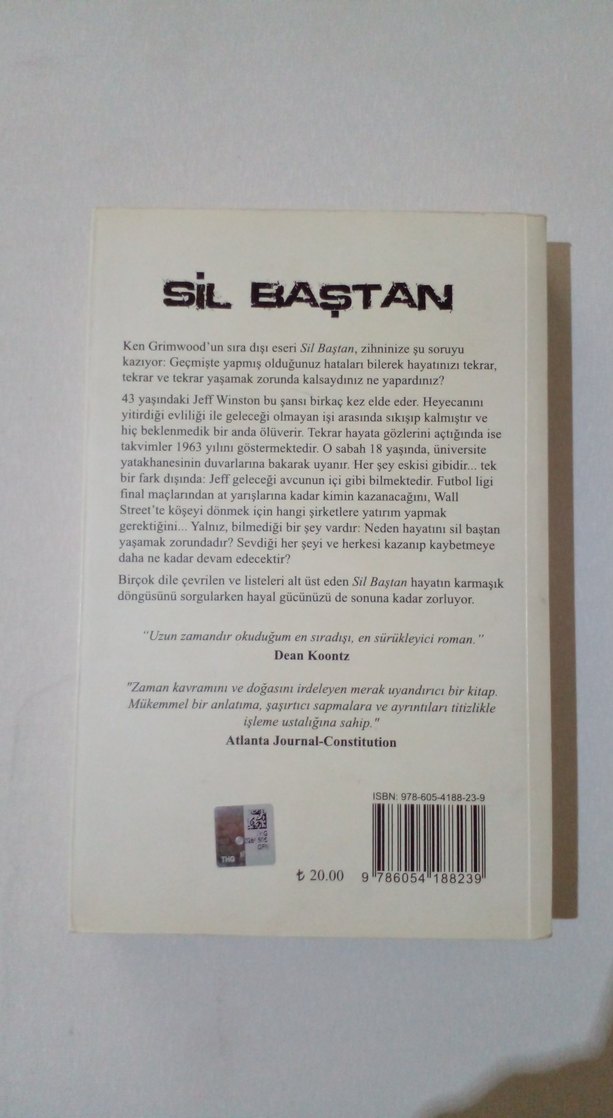 SİL BAŞTAN
Ken Grimwood'un sıra dışı eseri Sil Baştan, zihninize şu soruyu
kazıyor: Geçmişte yapmış olduğunuz hataları bilerek hayatınızı tekrar,
tekrar ve tekrar yaşamak zorunda kalsaydınız ne yapardınız?
43 yaşındaki Jeff Winston bu şansı birkaç kez elde eder. Heyecanını
yitirdiği evliliği ile geleceği olmayan işi arasında sıkışıp kalmıştır ve
hiç beklenmedik bir anda ölüverir. Tekrar hayata gözlerini açtığında ise
takvimler 1963 yılını göstermektedir. O sabah 18 yaşında, üniversite
yatakhanesinin duvarlarına bakarak uyanır. Her şey eskisi gibidir... tek
bir fark dışında: Jeff geleceği avcunun içi gibi bilmektedir. Futbol ligi
final maçlarından at yarışlarına kadar kimin kazanacağını, Wall
Street'te köşeyi dönmek için hangi şirketlere yatırım yapmak
gerektiğini... Yalnız, bilmediği bir şey vardır: Neden hayatını sil baştan
yaşamak zorundadır? Sevdiği her şeyi ve herkesi kazanıp kaybetmeye
daha ne kadar devam edecektir?
Birçok dile çevrilen ve listeleri alt üst eden Sil Baştan hayatın karmaşık
döngüsünü sorgularken hayal gücünüzü de sonuna kadar zorluyor.
"Uzun zamandır okuduğum en sıradışı, en sürükleyici roman."
Dean Koontz
"Zaman kavramını ve doğasını irdeleyen merak uyandırıcı bir kitap.
Mükemmel bir anlatıma, şaşırtıcı sapmalara ve ayrıntıları titizlikle
işleme ustalığına sahip."
Atlanta Journal-Constitution
ISBN: 978-605-4188-23-9
THG
₺ 20.00
9 786054 188239